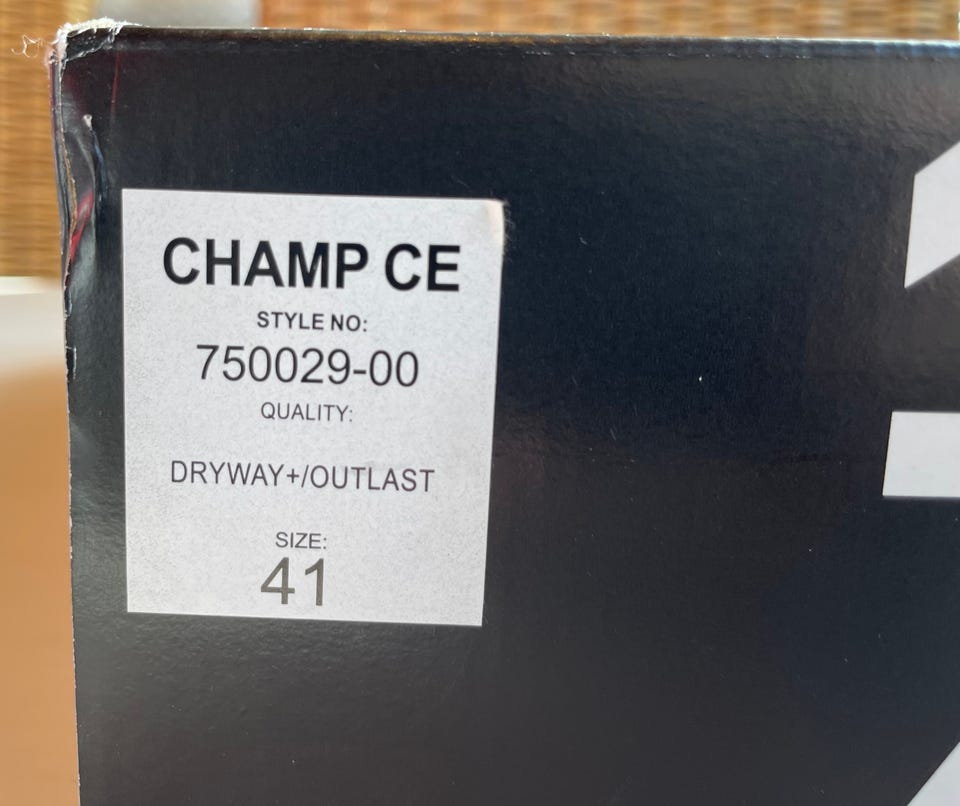 CHAMP CE
STYLE NO:
750029-00
QUALITY:
DRYWAY+/OUTLAST
SIZE:
41